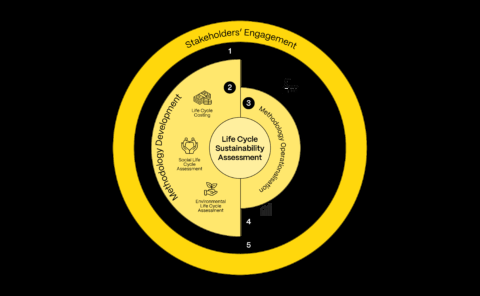 Stakeholders' Engagement
1
2
Life Cycle
Costing
Methodology Development
Social Life
Cycle
Assessment
Environmental
Life Cycle
Assessment
Life Cycle
Sustainability
Assessment
3
Methodology Operationalisation
4
5